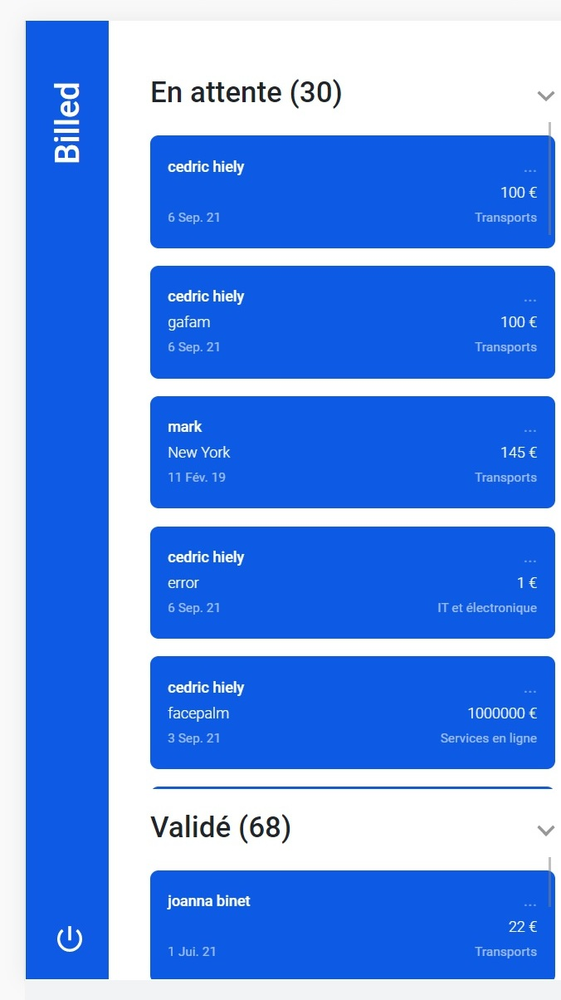 Billed
En attente (30)
cedric hiely ...
100 €
6 Sep. 21 Transports
cedric hiely ...
gafam 100 €
6 Sep. 21 Transports
mark ...
New York 145 €
11 Fév. 19 Transports
cedric hiely ...
error 1 €
6 Sep. 21 IT et électronique
cedric hiely ...
facepalm 1000000 €
3 Sep. 21 Services en ligne
Validé (68)
joanna binet ...
22 €
1 Jui. 21 Transports